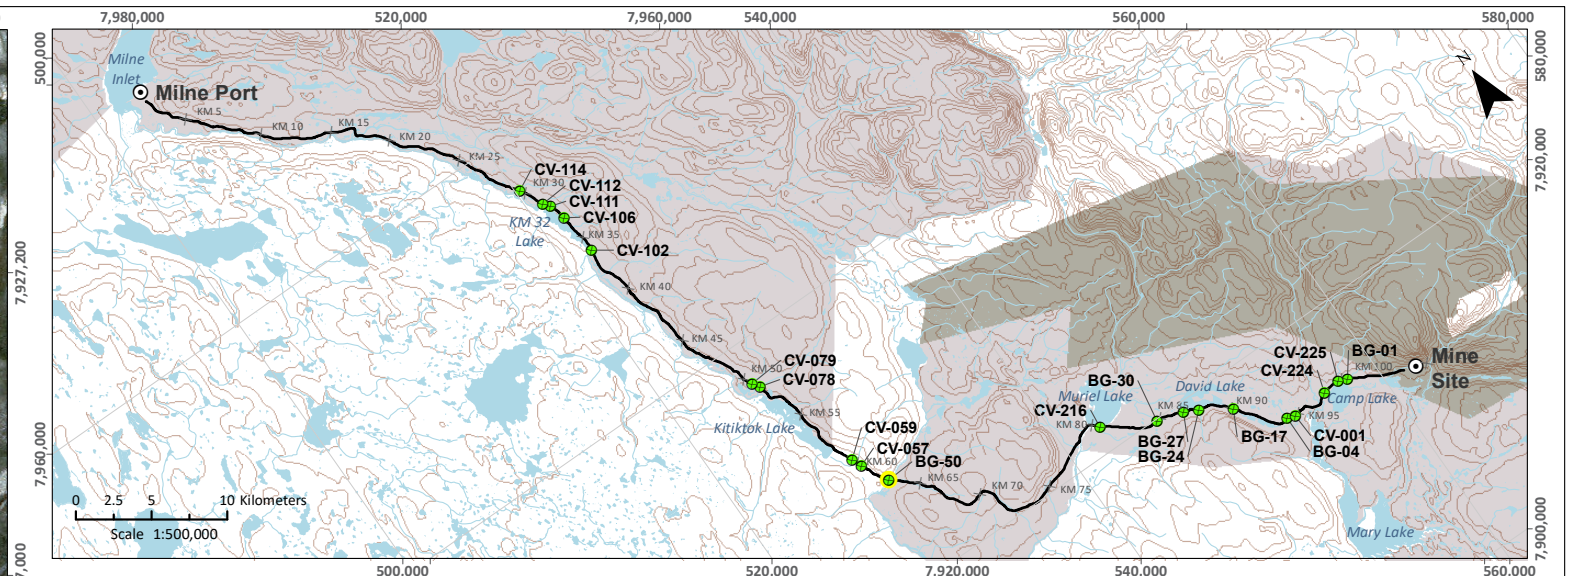 7,980,000
520,000
7,960,000
540,000
560,000
580,000
500,000
580,000
7,927,200
7,920,000
7,960,000
7,900,000
7,000
Milne
Inlet
Milne Port
N
KM 5
KM 10
KM 15
KM 20
KM 25
CV-114
KM 30
CV-112
CV-111
CV-106
KM 32
Lake
KM 35
CV-102
KM 40
KM 45
CV-079
KM 50
CV-078
KM 55
Kitiktok Lake
CV-059
CV-057
KM 60
BG-50
KM 65
KM 70
KM 75
BG-30
Muriel Lake
CV-216
KM 80
KM 85
David Lake
BG-27
BG-24
KM 90
BG-17
KM 95
CV-001
BG-04
CV-225
CV-224
BG-01
KM 100
Camp Lake
Mine
Site
Mary Lake
0 2.5 5 10 Kilometers
Scale 1:500,000
500,000
520,000
7,920,000
540,000
560,000